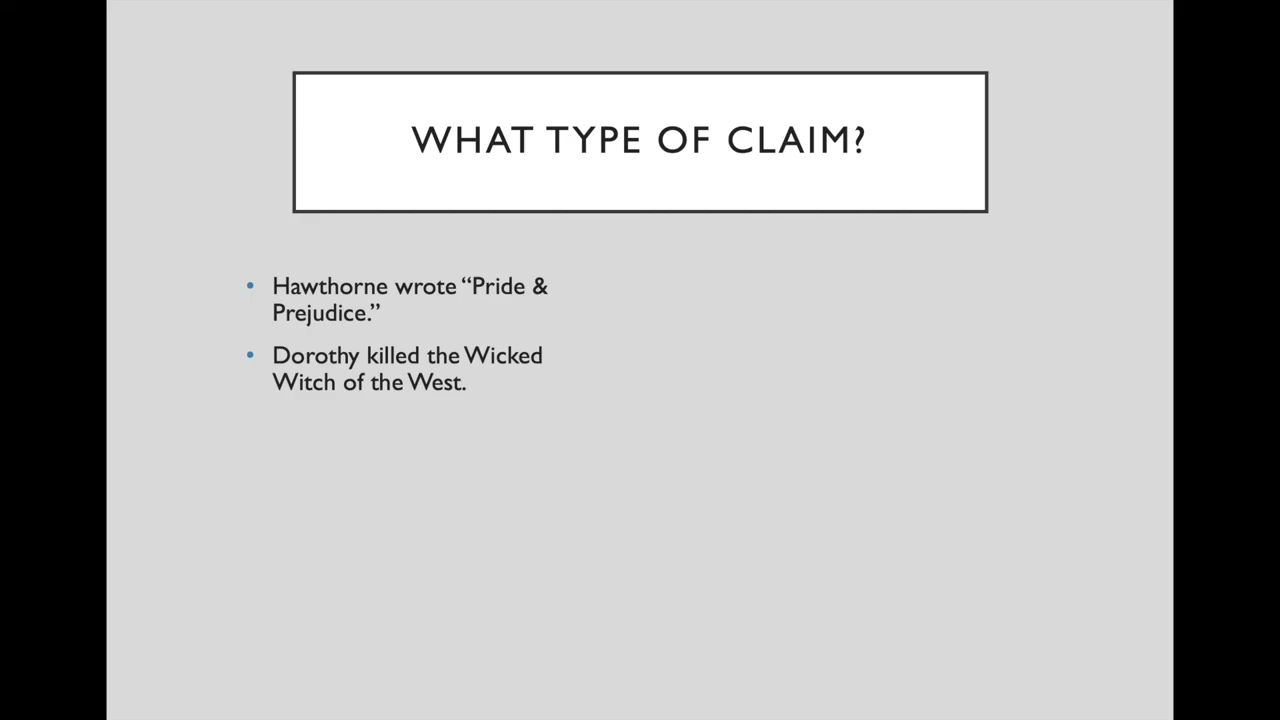 WHAT TYPE OF CLAIM?
• Hawthorne wrote “Pride &
Prejudice.”
• Dorothy killed the Wicked
Witch of the West.